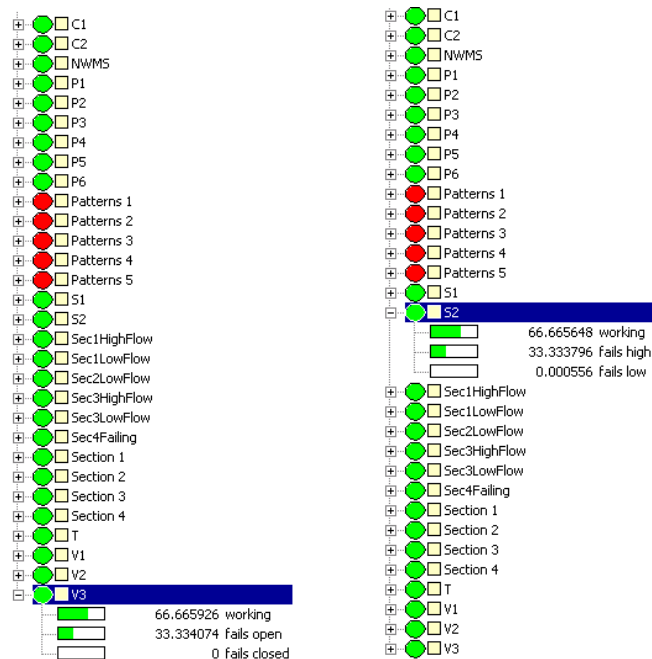 C1
C2
NWMS
P1
P2
P3
P4
P5
P6
Patterns 1
Patterns 2
Patterns 3
Patterns 4
Patterns 5
S1
S2
Sec1HighFlow
Sec1LowFlow
Sec2LowFlow
Sec3HighFlow
Sec3LowFlow
Sec4Failing
Section 1
Section 2
Section 3
Section 4
T
V1
V2
V3
66.665926 working
33.334074 fails open
0 fails closed
C1
C2
NWMS
P1
P2
P3
P4
P5
P6
Patterns 1
Patterns 2
Patterns 3
Patterns 4
Patterns 5
S1
S2
66.665648 working
33.333796 fails high
0.000556 fails low
Sec1HighFlow
Sec1LowFlow
Sec2LowFlow
Sec3HighFlow
Sec3LowFlow
Sec4Failing
Section 1
Section 2
Section 3
Section 4
T
V1
V2
V3